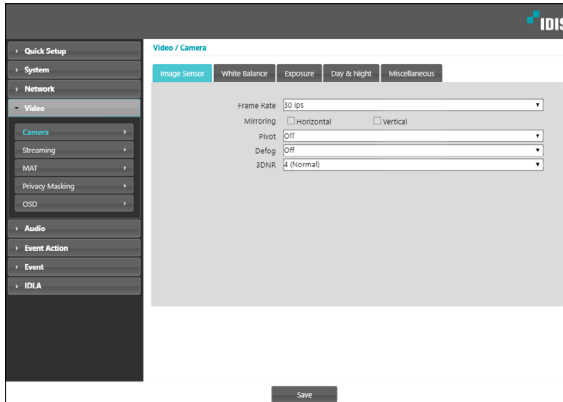 IDIS
Quick Setup
System
Network
Video
Camera
Streaming
MAT
Privacy Masking
OSD
Audio
Event Action
Event
IDLA
Video / Camera
Image Sensor White Balance Exposure Day & Night Miscellaneous
Frame Rate 30 ips
Mirroring Horizontal Vertical
Pivot Off
Defog Off
3DNR 4 (Normal)
Save